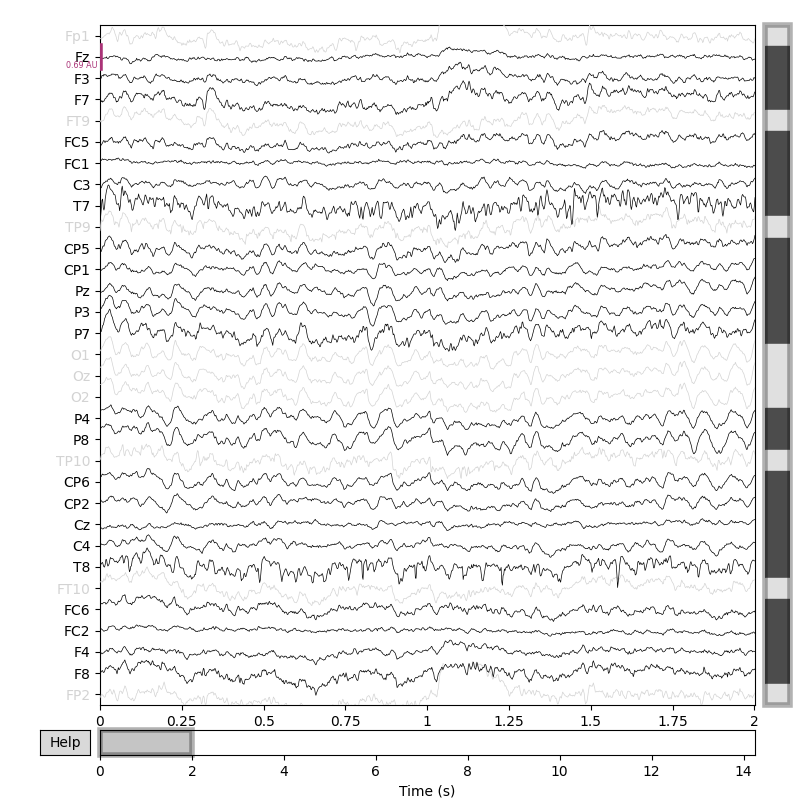 Fp1
Fz
0.69 AU
F3
F7
FT9
FC5
FC1
C3
T7
TP9
CP5
CP1
Pz
P3
P7
O1
Oz
O2
P4
P8
TP10
CP6
CP2
Cz
C4
T8
FT10
FC6
FC2
F4
F8
FP2
0 0.25 0.5 0.75 1 1.25 1.5 1.75 2
Help
0 2 4 6 8 10 12 14
Time (s)